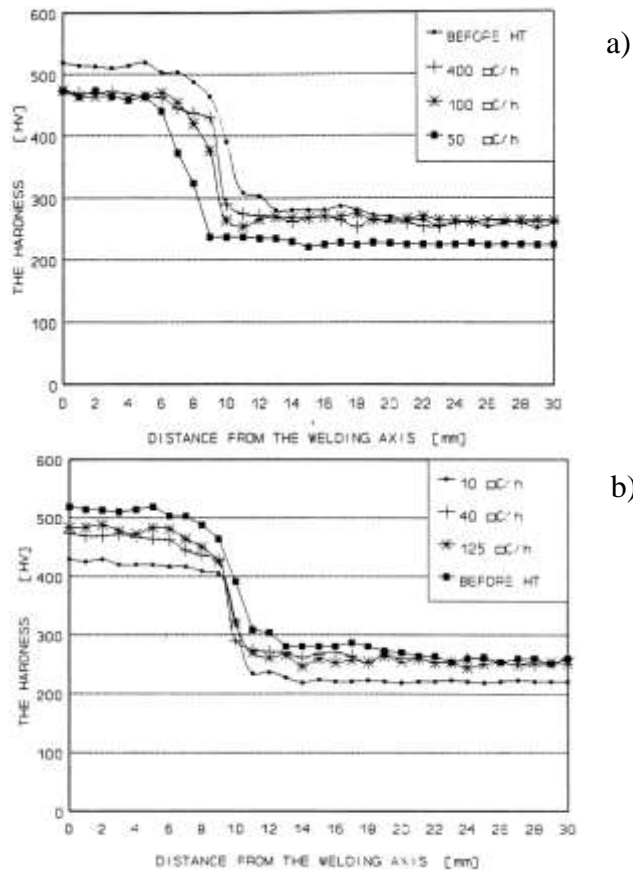 a)
600
500
400
300
200
100
0
THE HARDNESS [HV]
BEFORE HT
400 □C/h
100 □C/h
50 □C/h
0 2 4 6 8 10 12 14 16 18 20 22 24 26 28 30
DISTANCE FROM THE WELDING AXIS [mm]
b)
600
500
400
300
200
100
0
THE HARDNESS [HV]
10 □C/h
40 □C/h
125 □C/h
BEFORE HT
0 2 4 6 8 10 12 14 16 18 20 22 24 26 28 30
DISTANCE FROM THE WELDING AXIS [mm]